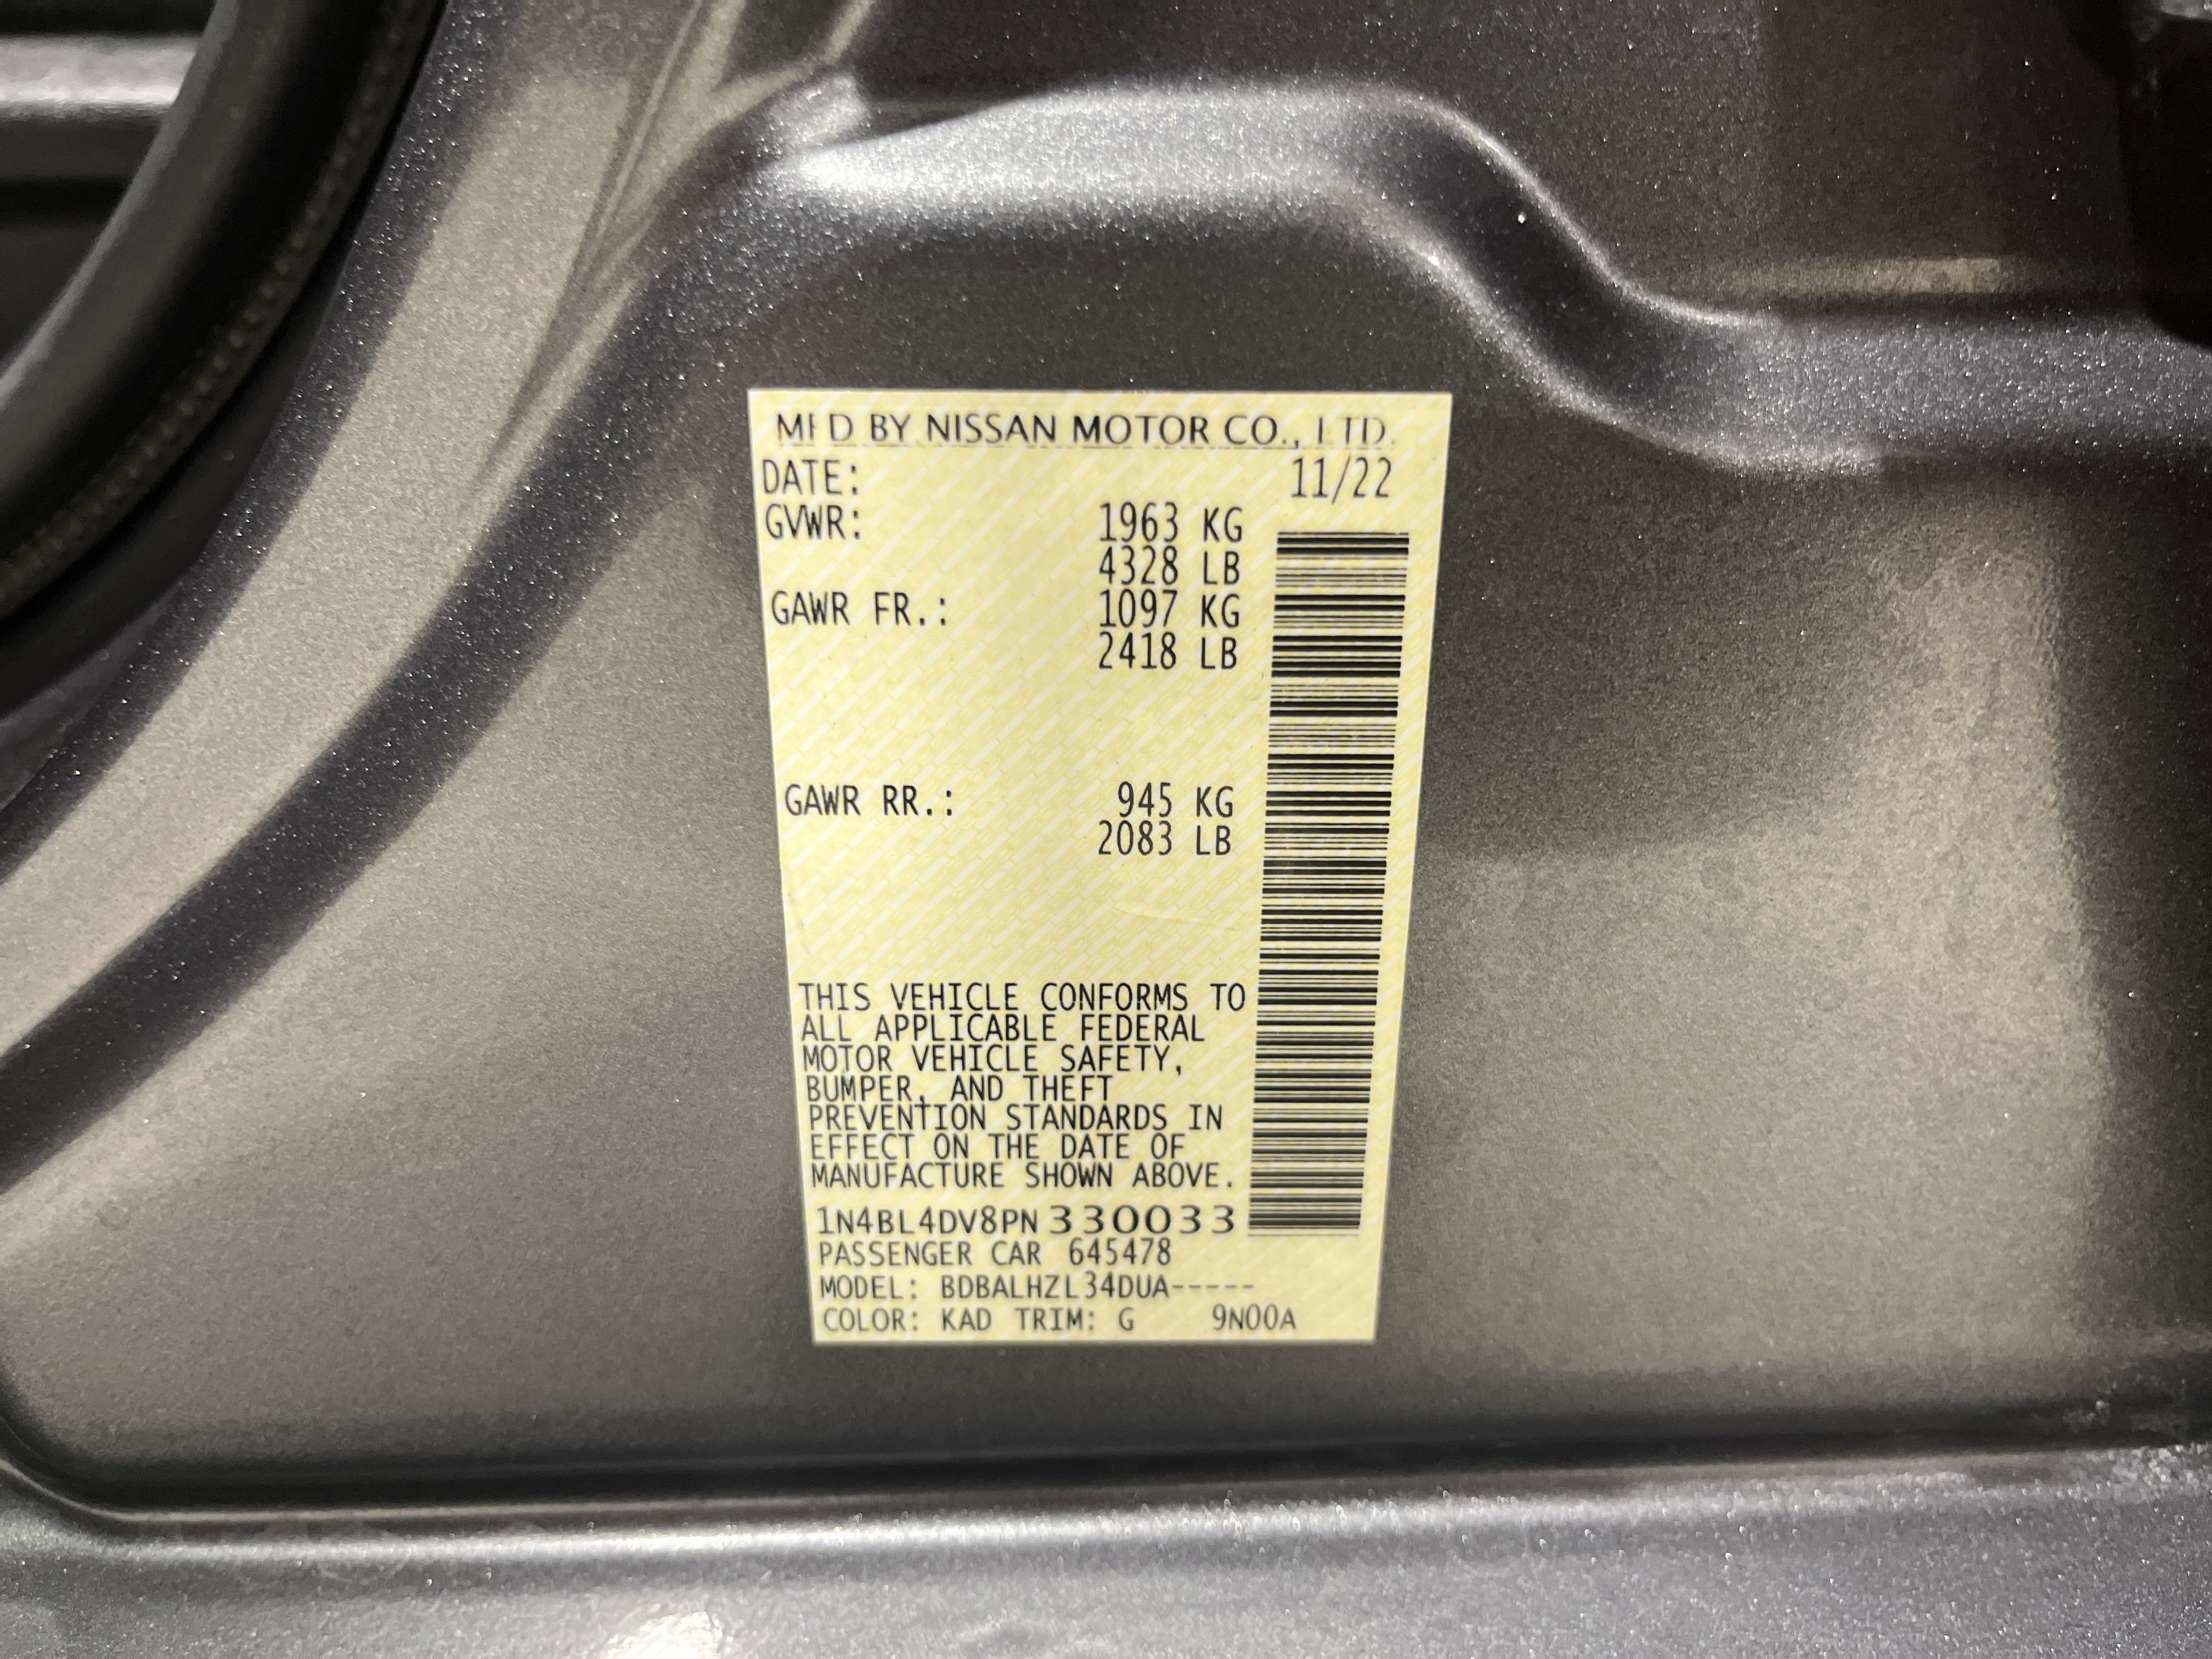 MFD BY NISSAN MOTOR CO., LTD.
DATE: 11/22
GVWR: 1963 KG
4328 LB
GAWR FR.: 1097 KG
2418 LB
GAWR RR.: 945 KG
2083 LB
THIS VEHICLE CONFORMS TO
ALL APPLICABLE FEDERAL
MOTOR VEHICLE SAFETY,
BUMPER, AND THEFT
PREVENTION STANDARDS IN
EFFECT ON THE DATE OF
MANUFACTURE SHOWN ABOVE.
1N4BL4DV8PN330033
PASSENGER CAR 645478
MODEL: BDBALHZL34DUA-----
COLOR: KAD TRIM: G 9N00A